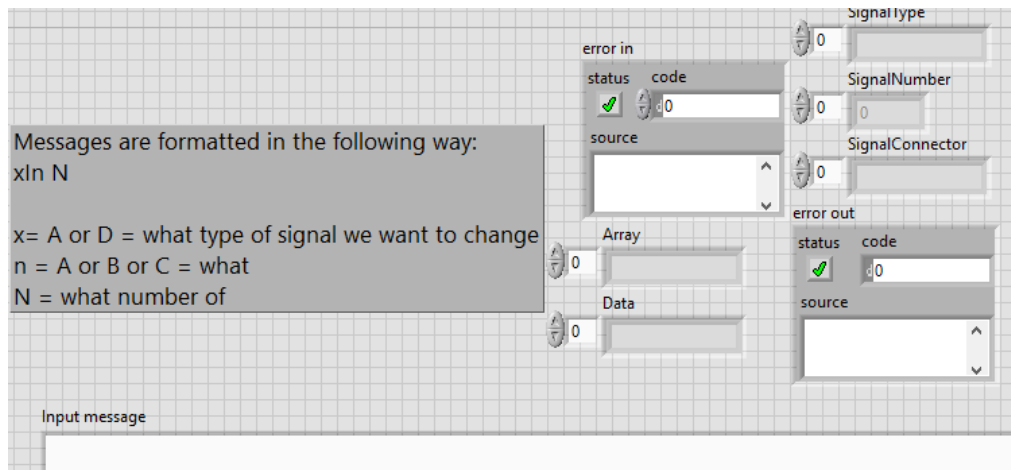 SignalType
error in
status code
0
d0
source
SignalNumber
0
0
SignalConnector
0
Messages are formatted in the following way:
xIn N
x= A or D = what type of signal we want to change
n = A or B or C = what
N = what number of
Array
0
Data
0
error out
status code
d0
source
Input message